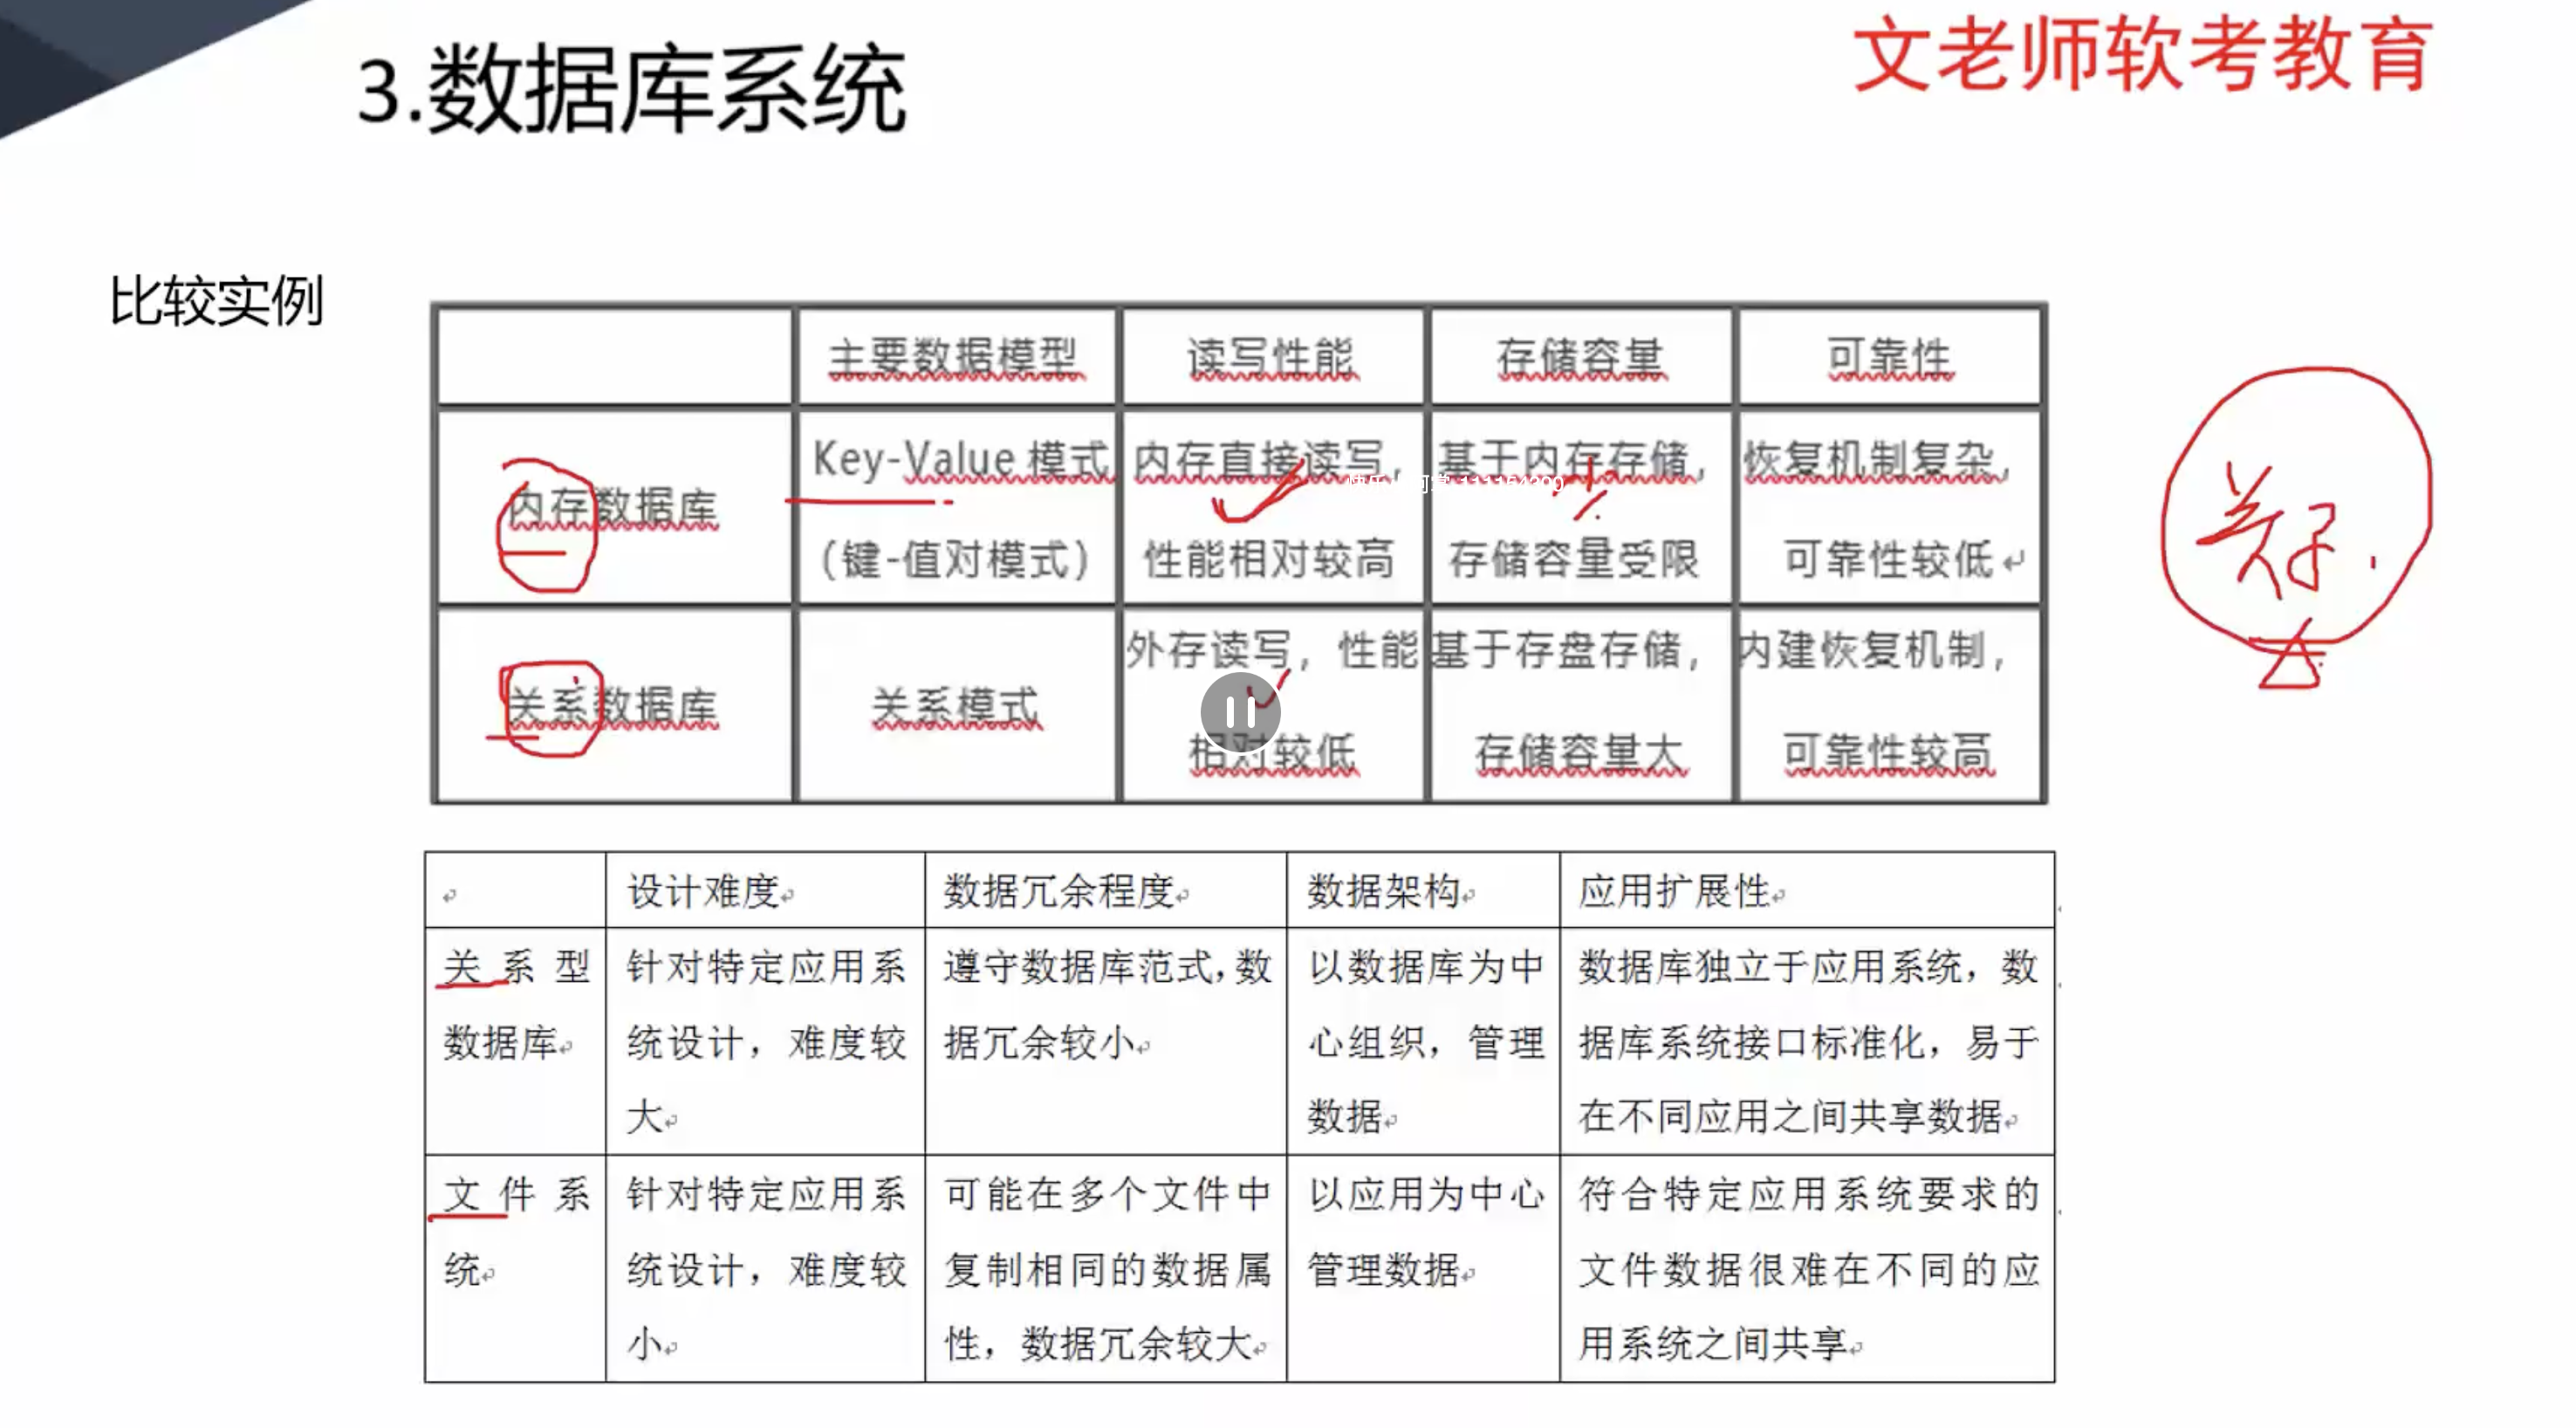 3.数据库系统
文老师软考教育
比较实例
主要数据模型 读写性能 存储容量 可靠性
内存数据库
Key-Value 模式
(键-值对模式)
内存直接读写，
性能相对较高
基于内存存储，
存储容量受限
恢复机制复杂，
可靠性较低
关系数据库
关系模式
外存读写，性能
相对较低
基于存盘存储，
存储容量大
内建恢复机制，
可靠性较高
设计难度 数据冗余程度 数据架构 应用扩展性
关系型
数据库
针对特定应用系
统设计，难度较
大
遵守数据库范式,数
据冗余较小
以数据库为中
心组织，管理
数据
数据库独立于应用系统，数
据库系统接口标准化，易于
在不同应用之间共享数据
文件系
统
针对特定应用系
统设计，难度较
小
可能在多个文件中
复制相同的数据属
性，数据冗余较大
以应用为中心
管理数据
符合特定应用系统要求的
文件数据很难在不同的应
用系统之间共享